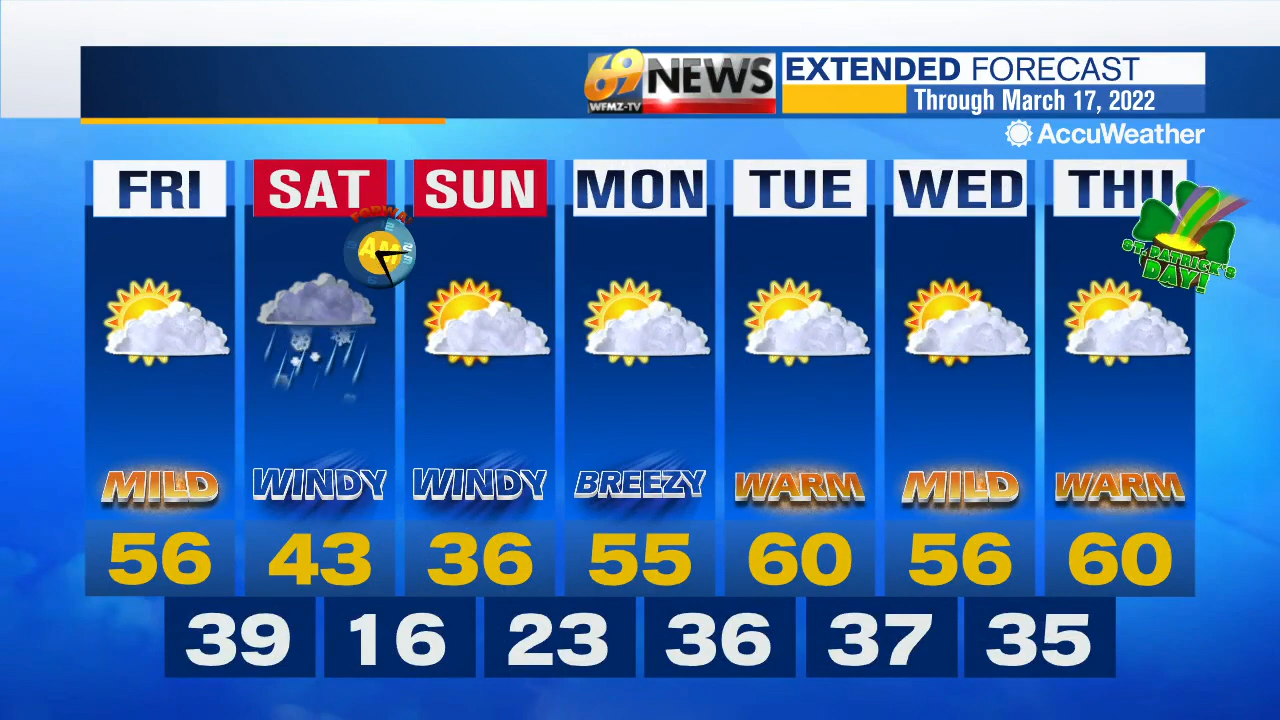 69 NEWS
WFMZ-TV
EXTENDED FORECAST
Through March 17, 2022
AccuWeather
FRI SAT SUN MON TUE WED THU
AM
ST. PATRICK'S
DAY!
MILD WINDY WINDY BREEZY WARM MILD WARM
56 43 36 55 60 56 60
39 16 23 36 37 35